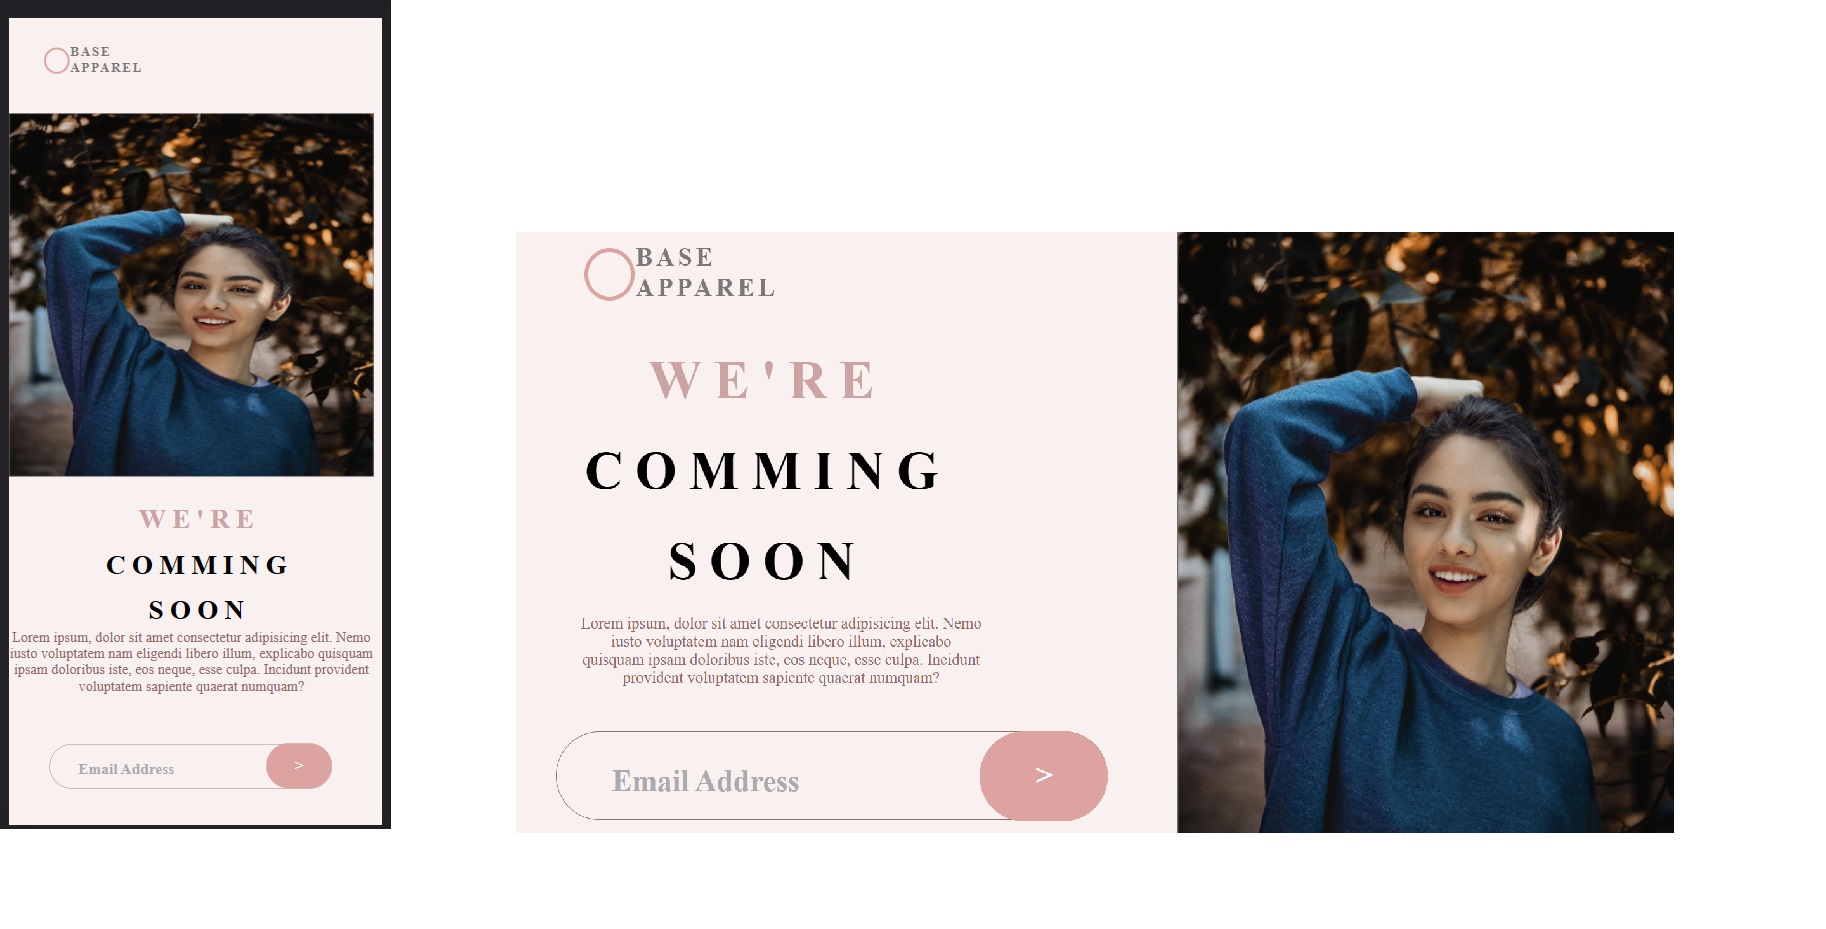 BASE
APPAREL
WE'RE
COMMING
SOON
Lorem ipsum, dolor sit amet consectetur adipisicing elit. Nemo
iusto voluptatem nam eligendi libero illum, explicabo quisquam
ipsam doloribus iste, eos neque, esse culpa. Incidunt provident
voluptatem sapiente quaerat numquam?
Email Address
>
BASE
APPAREL
WE'RE
COMMING
SOON
Lorem ipsum, dolor sit amet consectetur adipisicing elit. Nemo
iusto voluptatem nam eligendi libero illum, explicabo
quisquam ipsam doloribus iste, eos neque, esse culpa. Incidunt
provident voluptatem sapiente quaerat numquam?
Email Address
>